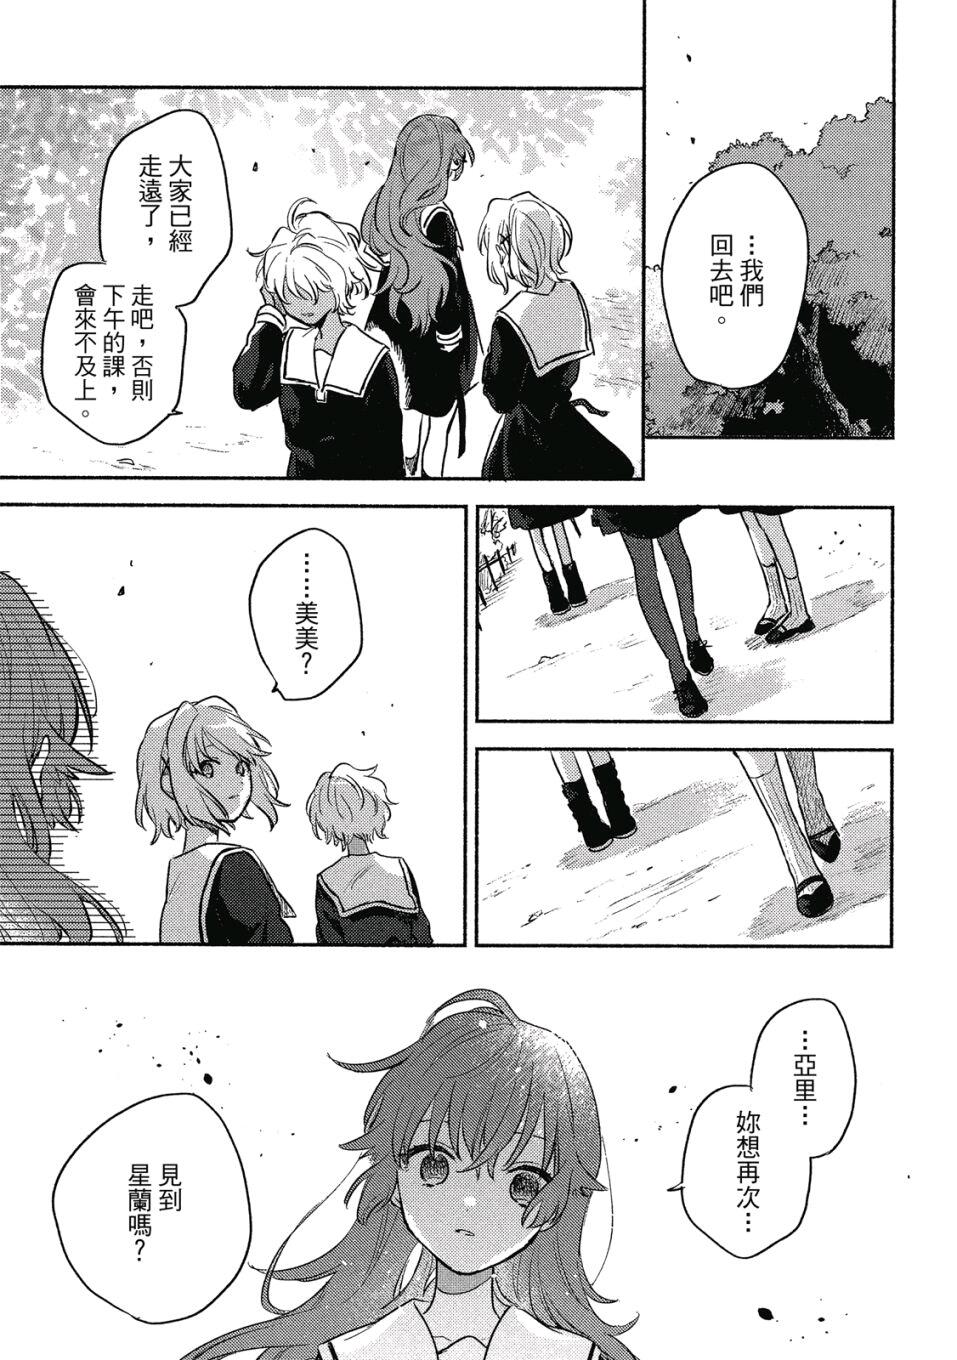 …我們
回去吧。
大家已經
走遠了，
走吧，否則
下午的課，
會來不及上。
……美美？
…亞里…
妳想再次…
見到
星蘭嗎？